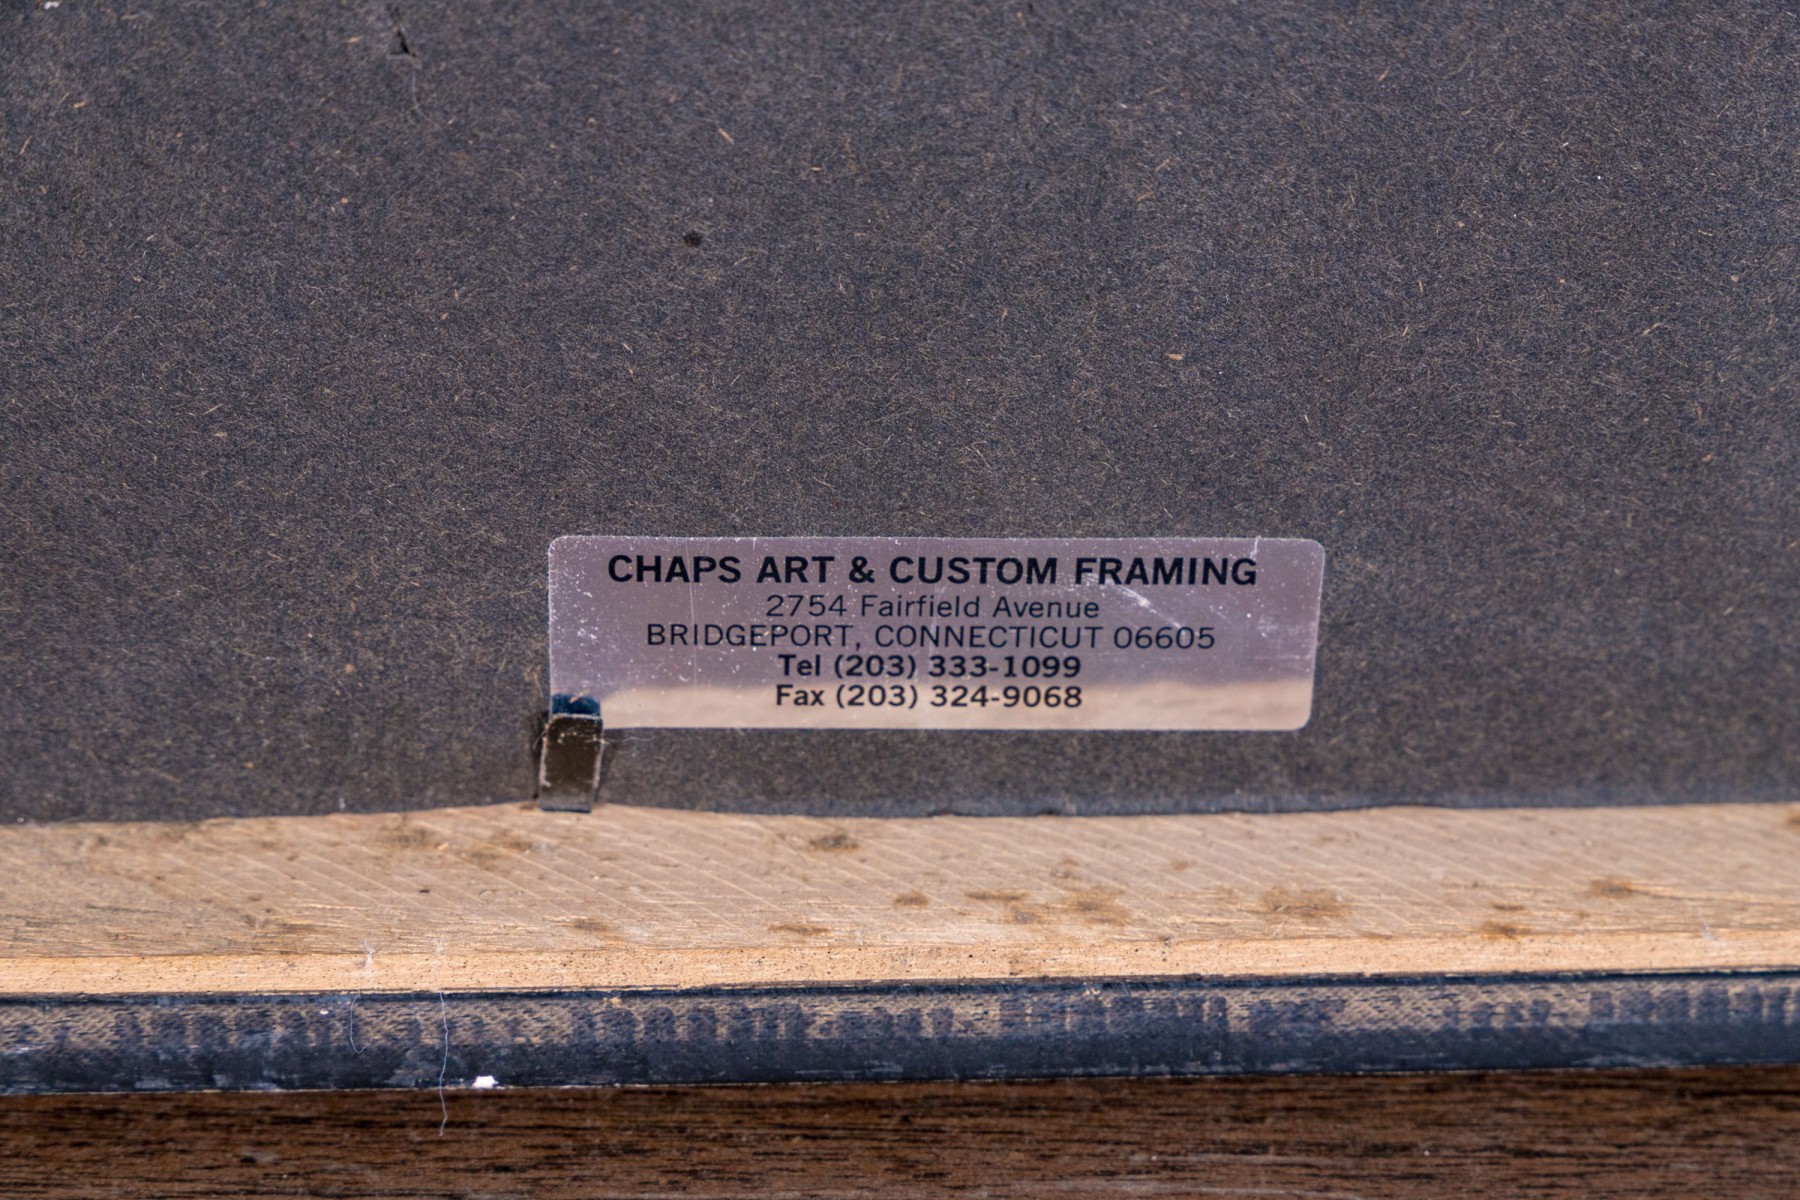 CHAPS ART & CUSTOM FRAMING
2754 Fairfield Avenue
BRIDGEPORT, CONNECTICUT 06605
Tel (203) 333-1099
Fax (203) 324-9068